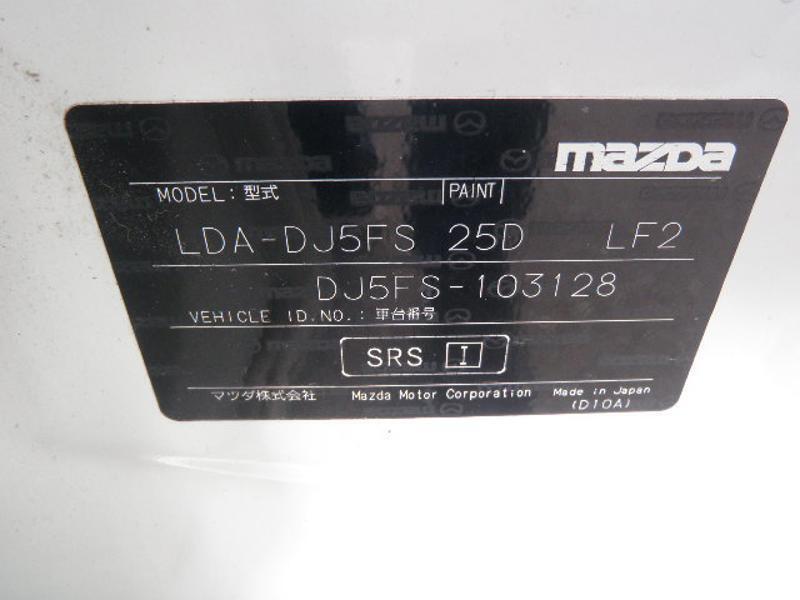 mazda
MODEL: 型式 PAINT
LDA-DJ5FS 25D LF2
DJ5FS-103128
VEHICLE ID.NO.: 車台番号
SRS I
マツダ株式会社 Mazda Motor Corporation Made in Japan
(D10A)